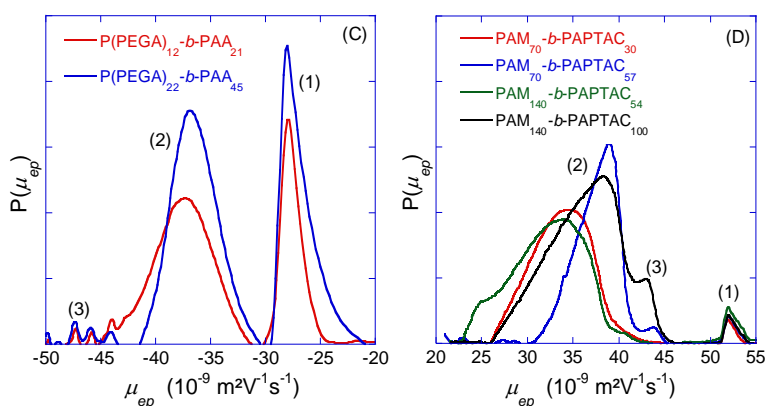 (C)
P(PEGA)₁₂-b-PAA₂₁
P(PEGA)₂₂-b-PAA₄₅
(1)
(2)
(3)
P(μₑₚ)
-50 -45 -40 -35 -30 -25 -20
μₑₚ (10⁻⁹ m²V⁻¹s⁻¹)
(D)
PAM₇₀-b-PAPTAC₃₀
PAM₇₀-b-PAPTAC₅₇
PAM₁₄₀-b-PAPTAC₅₄
PAM₁₄₀-b-PAPTAC₁₀₀
(2)
(3)
(1)
P(μₑₚ)
20 25 30 35 40 45 50 55
μₑₚ (10⁻⁹ m²V⁻¹s⁻¹)